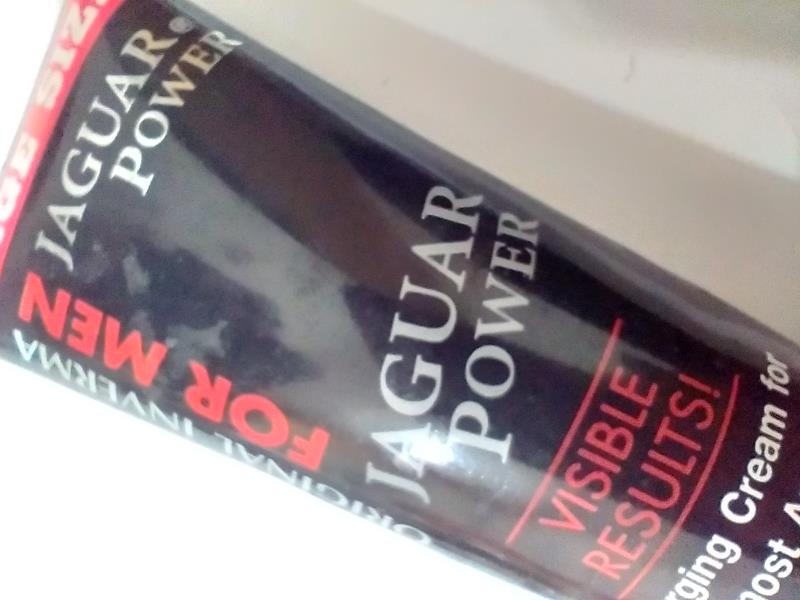 JAGUAR®
POWER
FOR MEN
ORIGINAL INVERMA
JAGUAR
POWER
VISIBLE
RESULTS!
Cream for